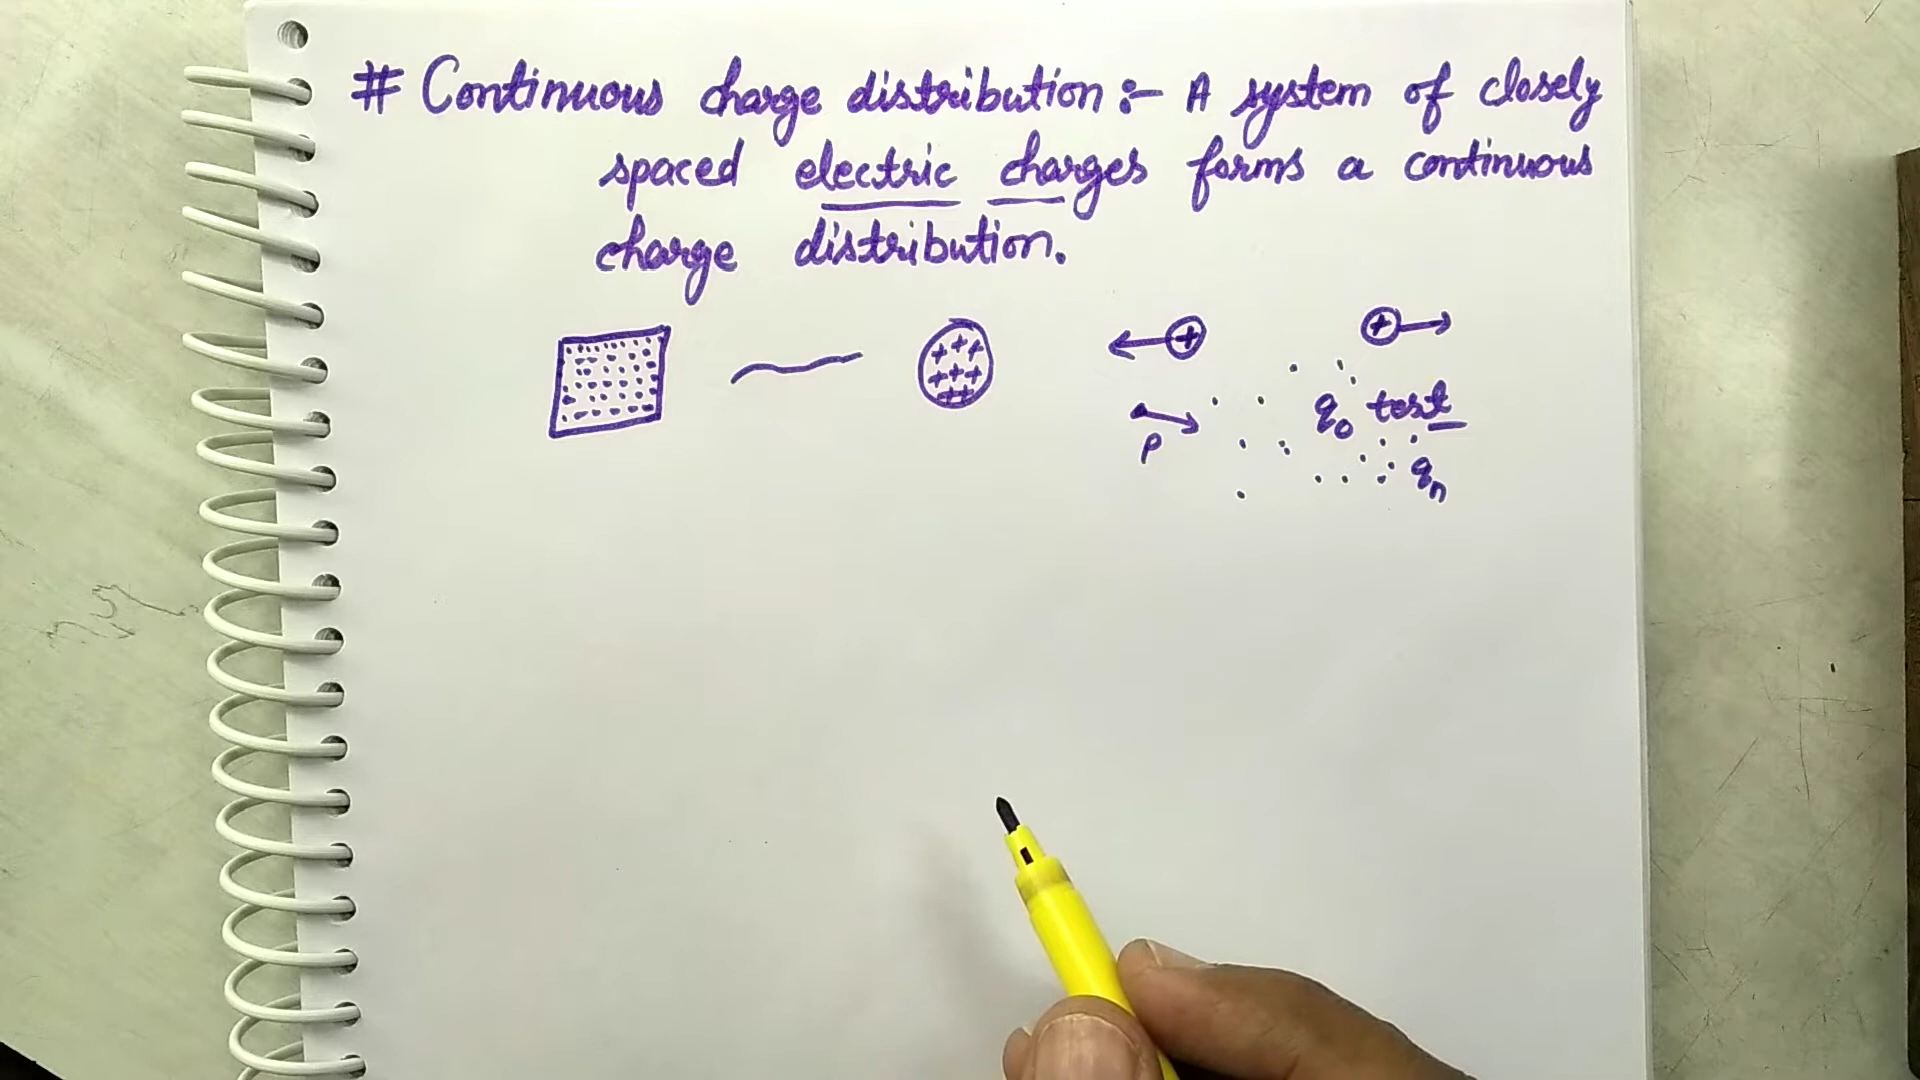 # Continuous charge distribution :- A system of closely
spaced electric charges forms a continuous
charge distribution.
+ +
+ + +
+ + +
+ +
q₀ test
P
qₙ